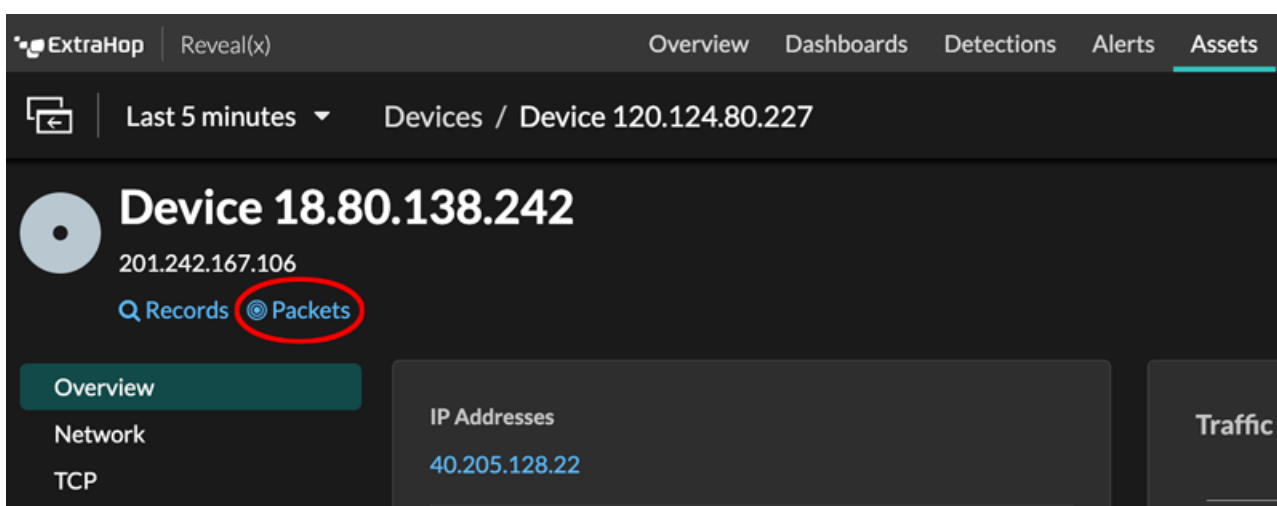 ExtraHop Reveal(x) Overview Dashboards Detections Alerts Assets
Last 5 minutes Devices / Device 120.124.80.227
Device 18.80.138.242
201.242.167.106
Records Packets
Overview
Network
TCP
IP Addresses
40.205.128.22
Traffic